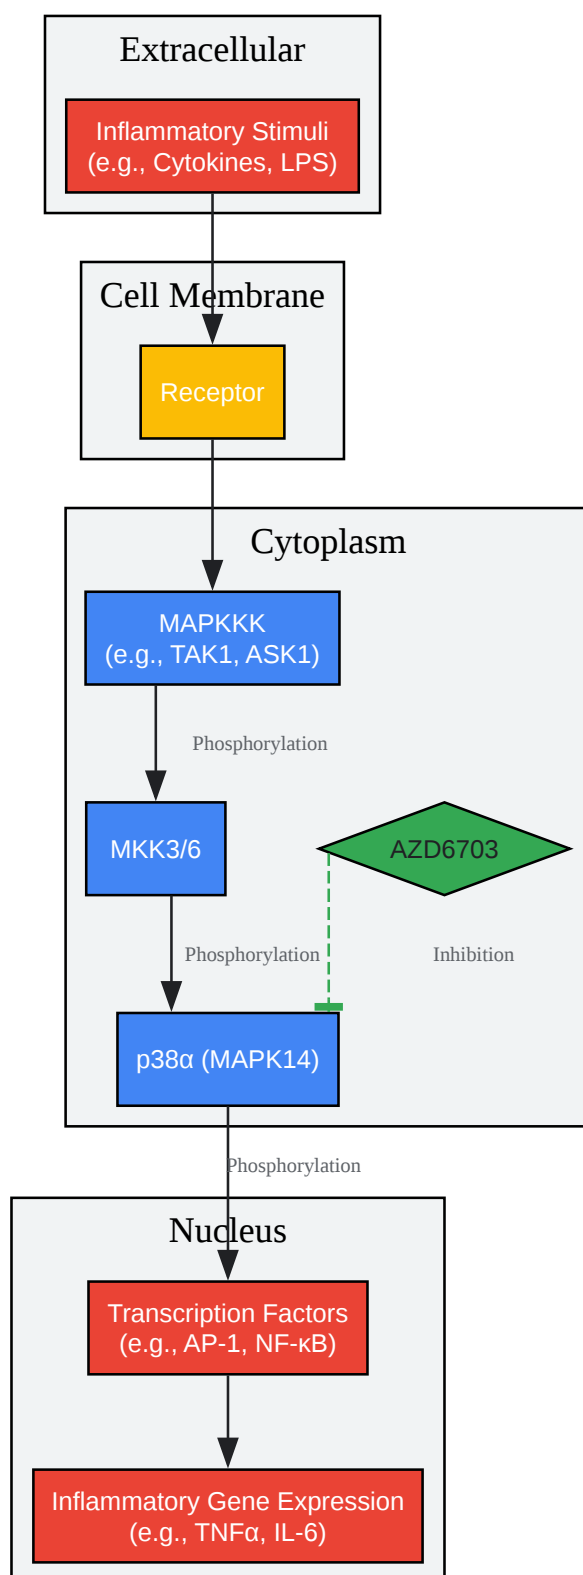 Extracellular
Inflammatory Stimuli
(e.g., Cytokines, LPS)
Cell Membrane
Receptor
Cytoplasm
MAPKKK
(e.g., TAK1, ASK1)
Phosphorylation
MKK3/6
AZD6703
Phosphorylation
Inhibition
p38α (MAPK14)
Phosphorylation
Nucleus
Transcription Factors
(e.g., AP-1, NF-κB)
Inflammatory Gene Expression
(e.g., TNFα, IL-6)